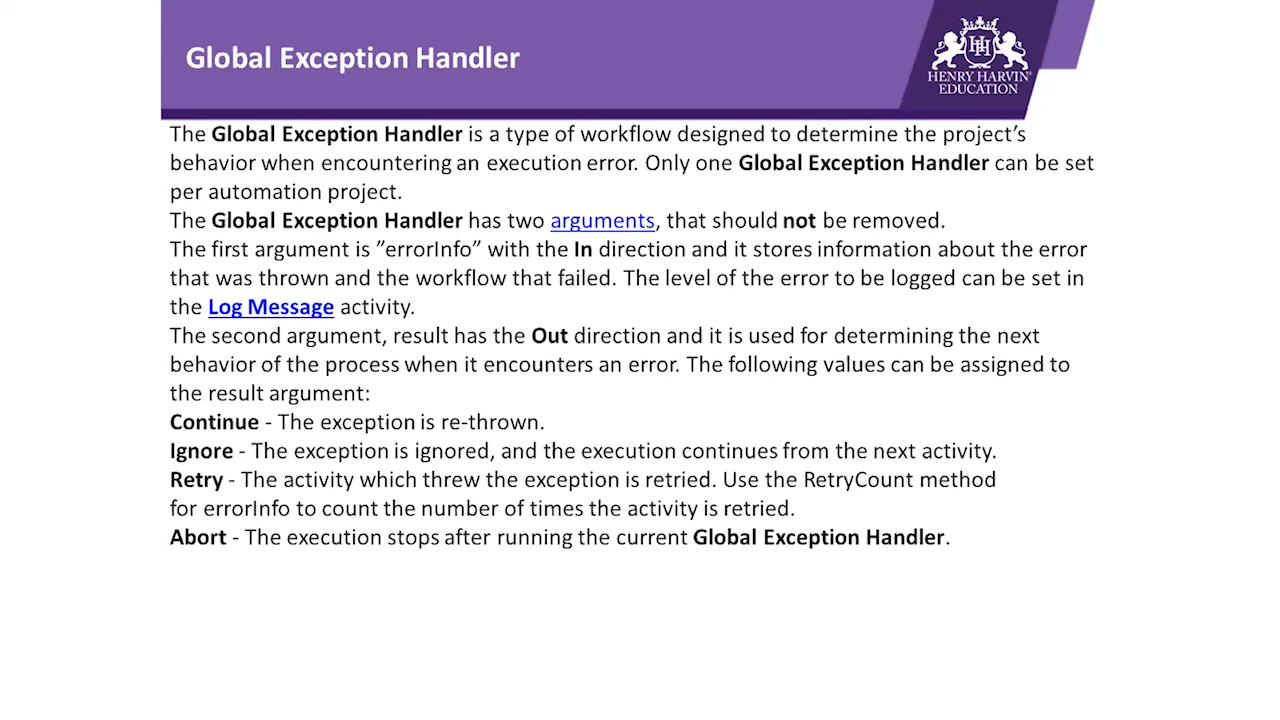 Global Exception Handler
HENRY HARVIN®
EDUCATION
The Global Exception Handler is a type of workflow designed to determine the project’s
behavior when encountering an execution error. Only one Global Exception Handler can be set
per automation project.
The Global Exception Handler has two arguments, that should not be removed.
The first argument is ”errorInfo” with the In direction and it stores information about the error
that was thrown and the workflow that failed. The level of the error to be logged can be set in
the Log Message activity.
The second argument, result has the Out direction and it is used for determining the next
behavior of the process when it encounters an error. The following values can be assigned to
the result argument:
Continue - The exception is re-thrown.
Ignore - The exception is ignored, and the execution continues from the next activity.
Retry - The activity which threw the exception is retried. Use the RetryCount method
for errorInfo to count the number of times the activity is retried.
Abort - The execution stops after running the current Global Exception Handler.